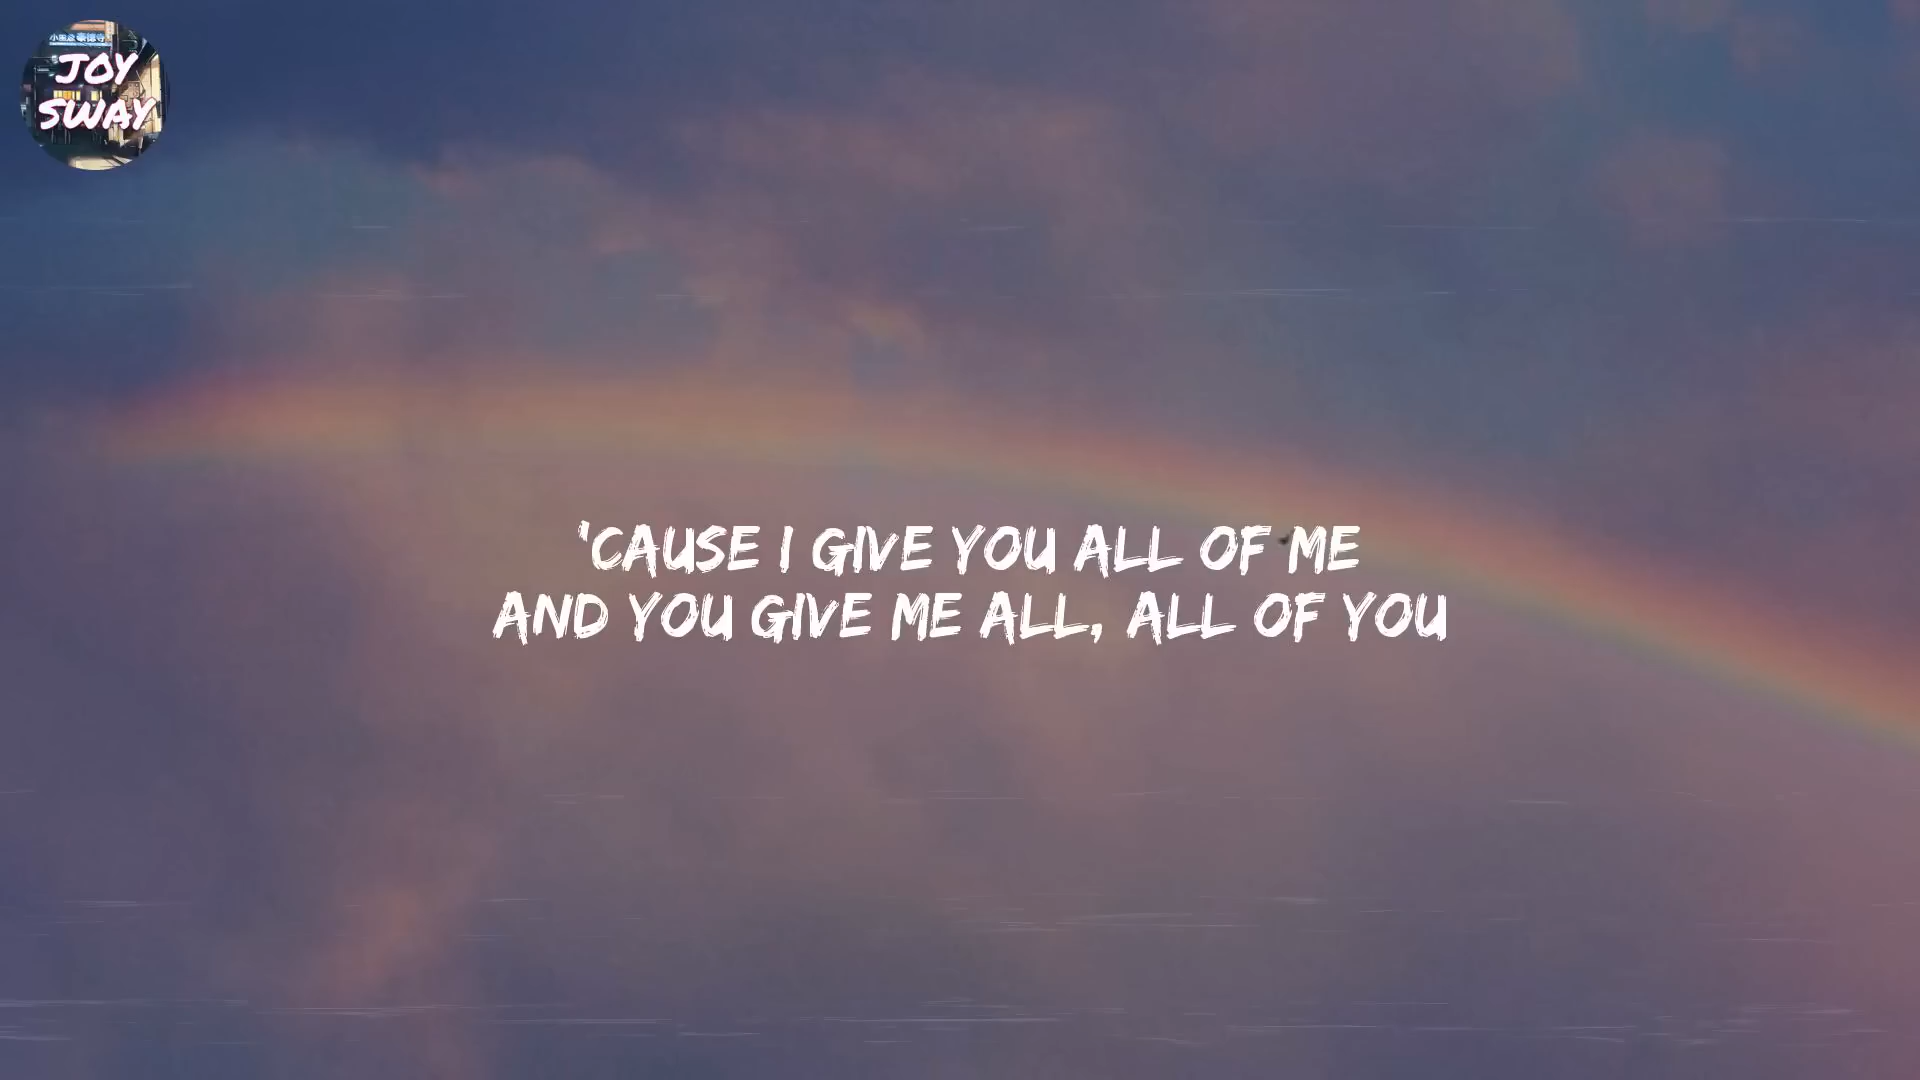 JOY
SWAY
'CAUSE I GIVE YOU ALL OF ME
AND YOU GIVE ME ALL, ALL OF YOU